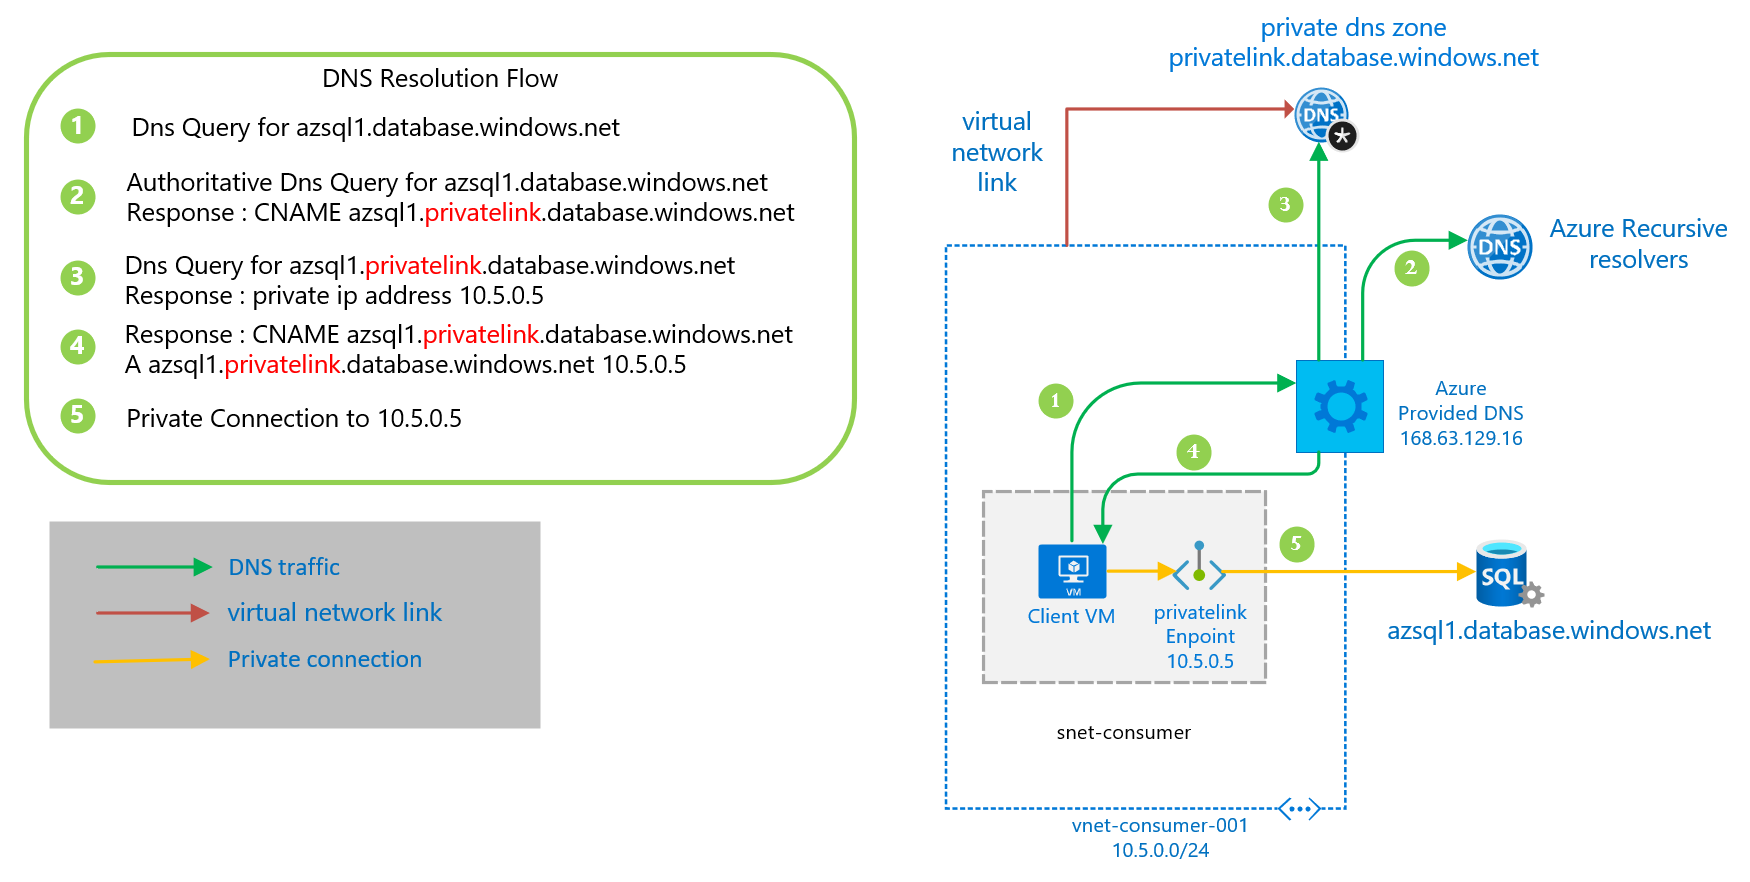 DNS Resolution Flow
1
Dns Query for azsql1.database.windows.net
2
Authoritative Dns Query for azsql1.database.windows.net
Response : CNAME azsql1.privatelink.database.windows.net
3
Dns Query for azsql1.privatelink.database.windows.net
Response : private ip address 10.5.0.5
4
Response : CNAME azsql1.privatelink.database.windows.net
A azsql1.privatelink.database.windows.net 10.5.0.5
5
Private Connection to 10.5.0.5
DNS traffic
virtual network link
Private connection
private dns zone
privatelink.database.windows.net
DNS
*
virtual
network
link
3
DNS
Azure Recursive
resolvers
2
Azure
Provided DNS
168.63.129.16
1
4
5
VM
Client VM
privatelink
Enpoint
10.5.0.5
SQL
azsql1.database.windows.net
snet-consumer
vnet-consumer-001
10.5.0.0/24